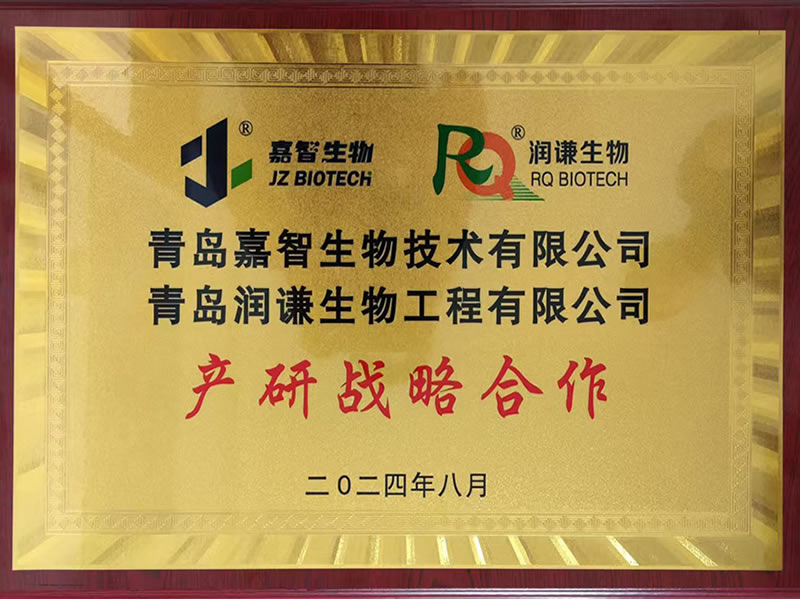 嘉智生物® 润谦生物®
JZ BIOTECH RQ BIOTECH
青岛嘉智生物技术有限公司
青岛润谦生物工程有限公司
产研战略合作
二0二四年八月